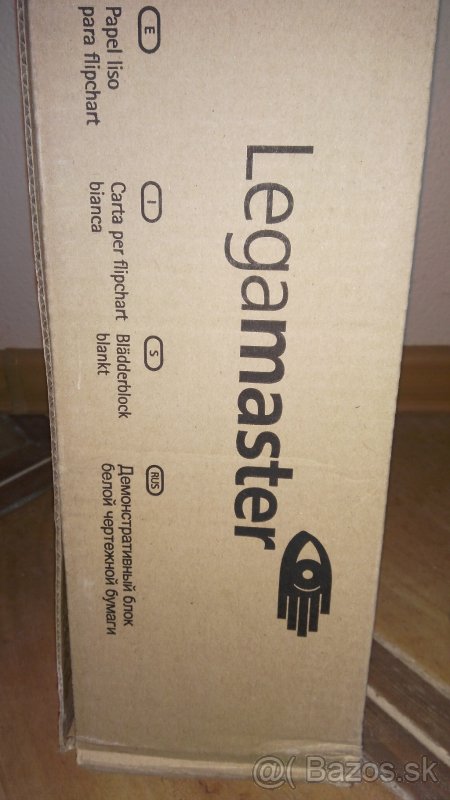 Legamaster
E
Papel liso
para flipchart
I
Carta per flipchart
bianca
S
Blädderblock
blankt
RUS
Демонстративный блок
белой чертежной бумаги
@( Bazos.sk